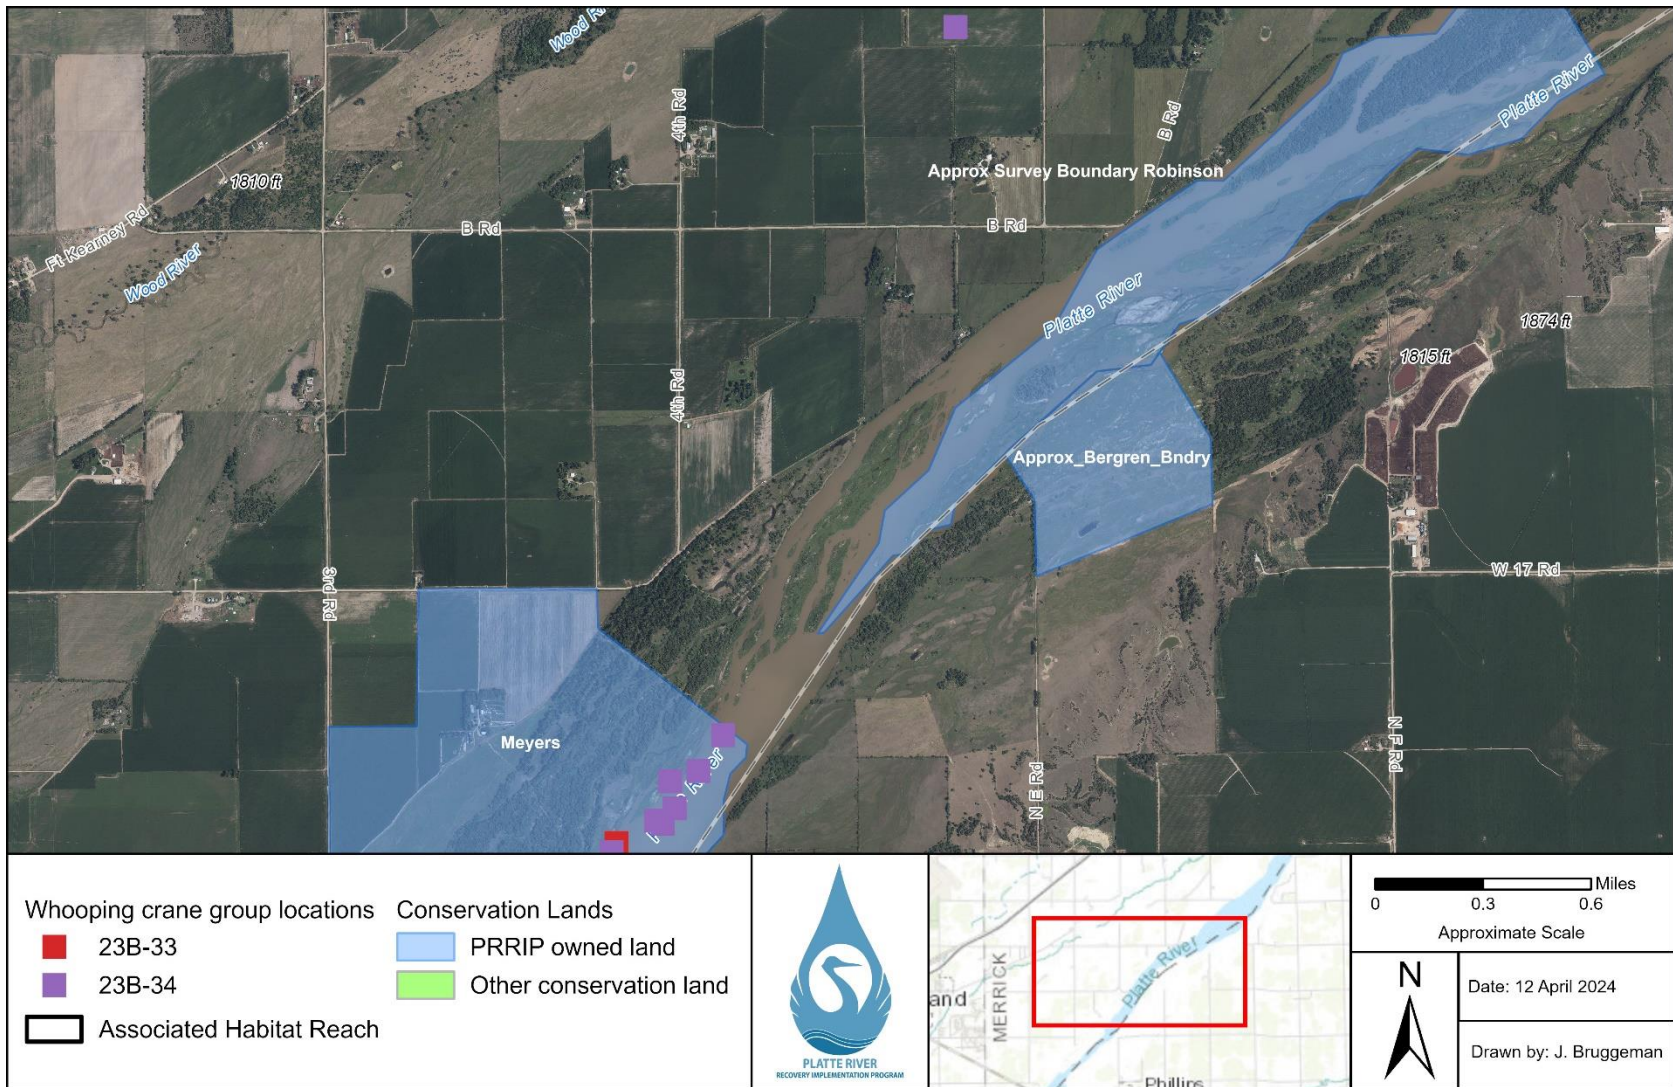 Wood Ri
4th Rd
B Rd
Platte River
Approx Survey Boundary Robinson
1810 ft
Ft Kearney Rd
Wood River
B Rd
B Rd
Platte River
1874 ft
1815 ft
4th Rd
Approx_Bergren_Bndry
3rd Rd
W 17 Rd
Meyers
N E Rd
N F Rd
River
Whooping crane group locations
23B-33
23B-34
Associated Habitat Reach
Conservation Lands
PRRIP owned land
Other conservation land
PLATTE RIVER
RECOVERY IMPLEMENTATION PROGRAM
MERRICK
and
Platte River
Phillips
Miles
0 0.3 0.6
Approximate Scale
N
Date: 12 April 2024
Drawn by: J. Bruggeman